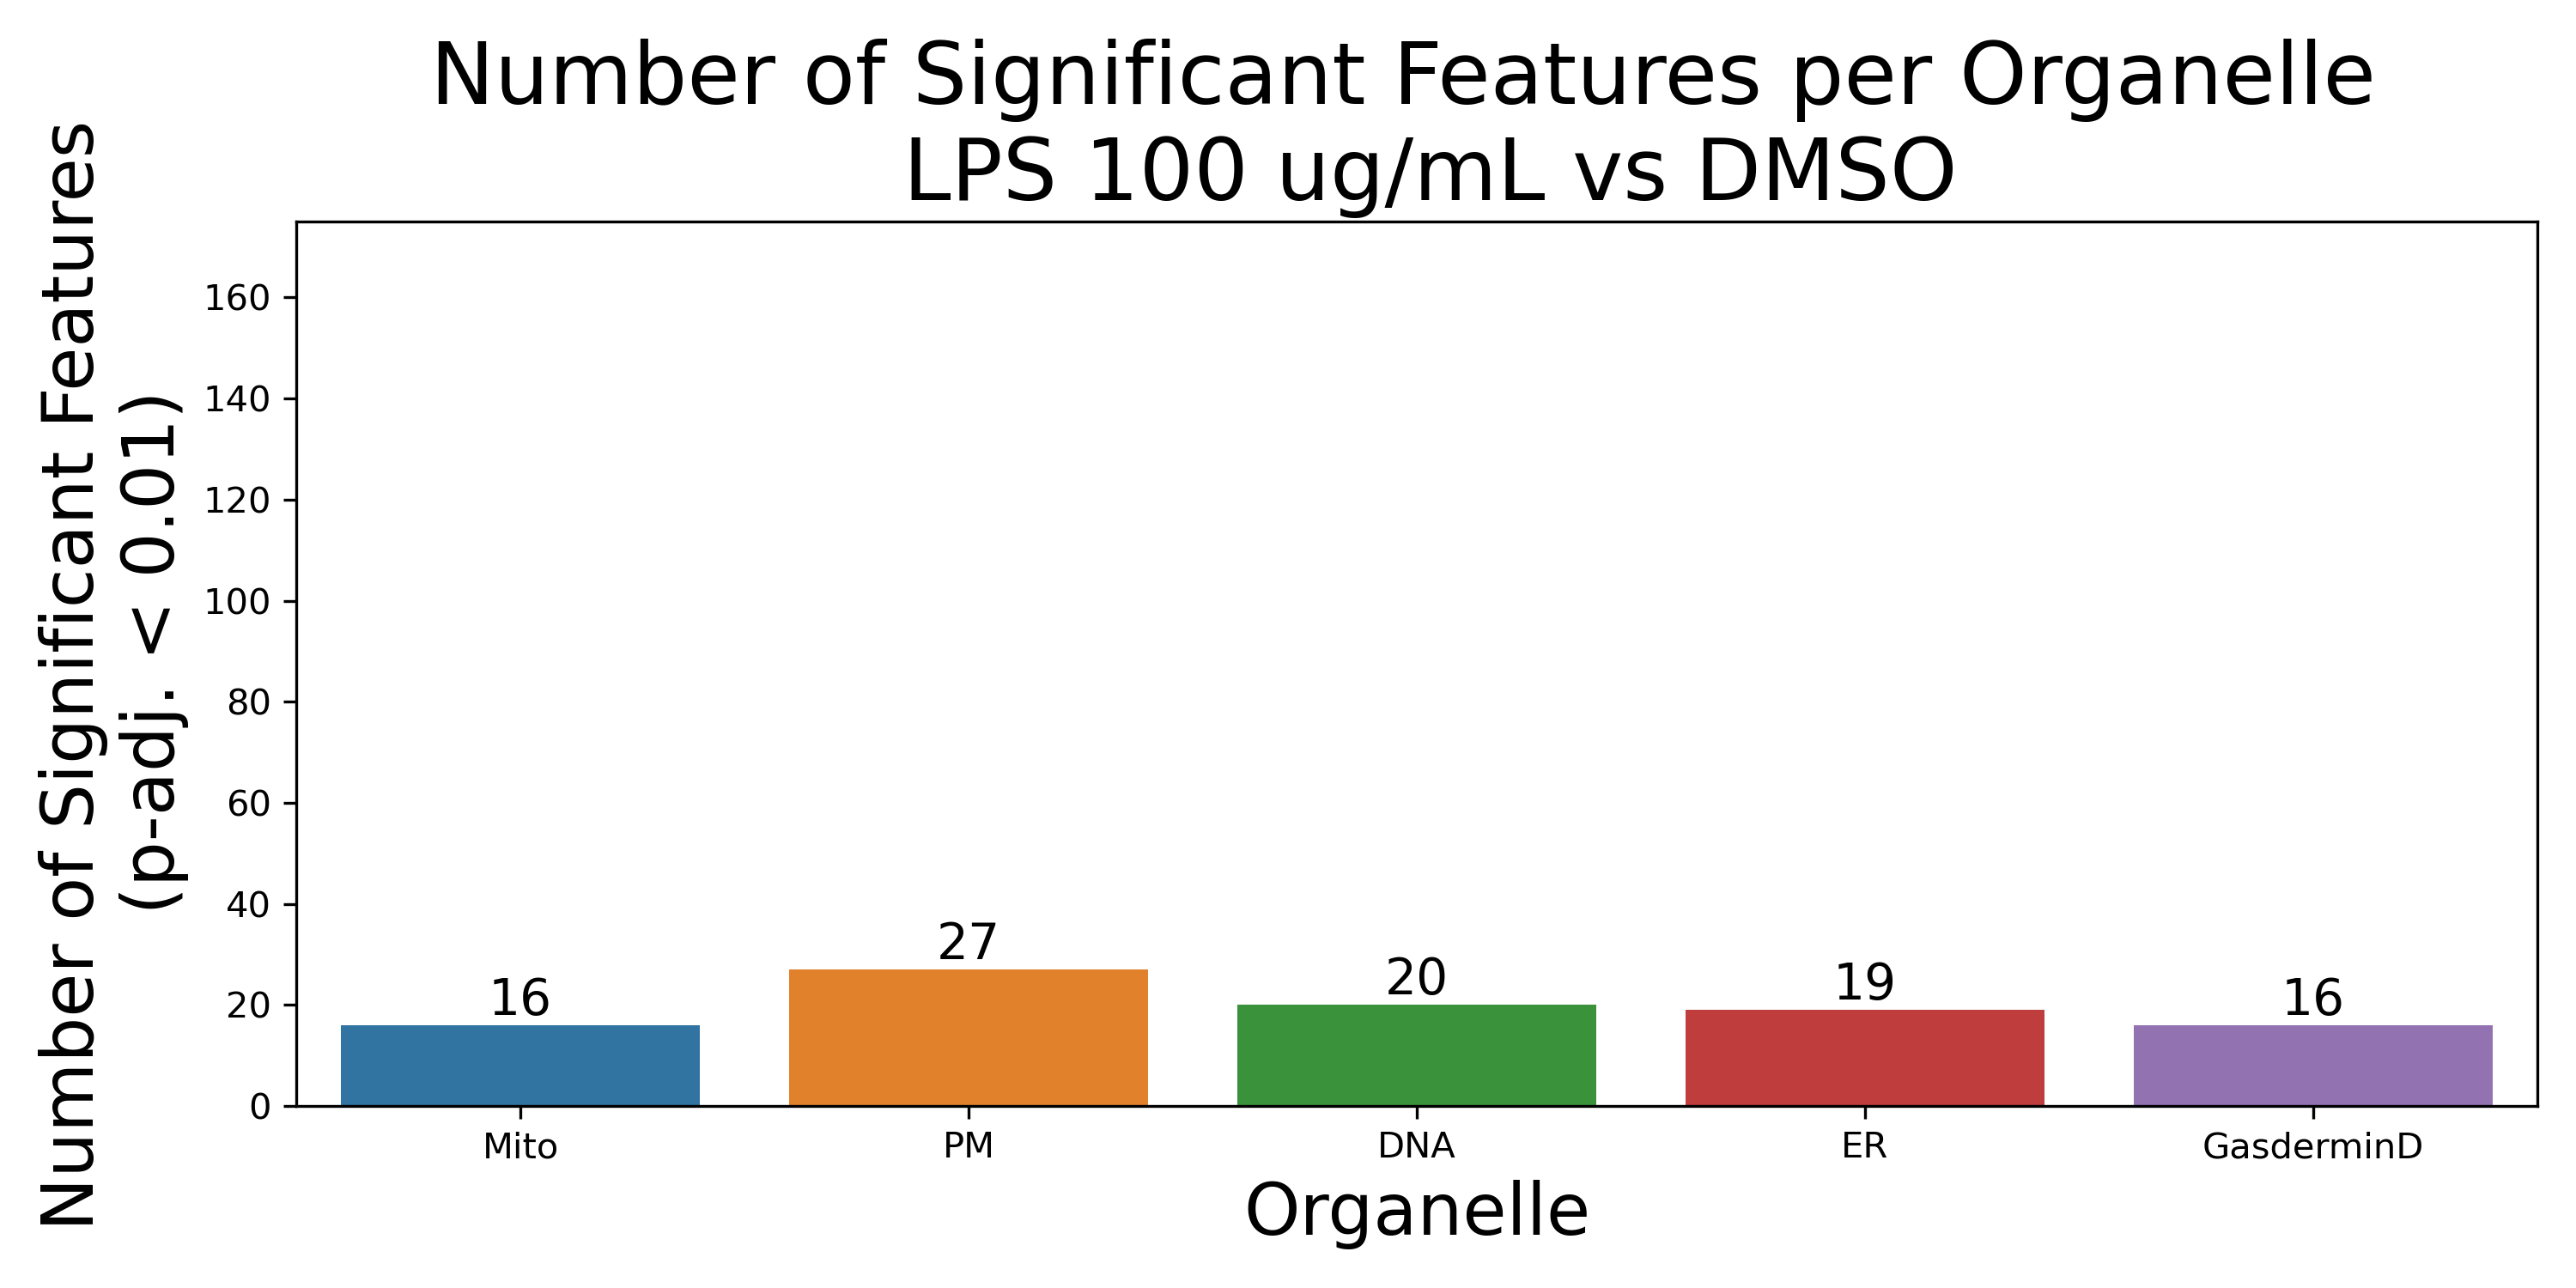 Number of Significant Features per Organelle
LPS 100 ug/mL vs DMSO
Number of Significant Features
(p-adj. < 0.01)
160
140
120
100
80
60
40
20
0
16
27
20
19
16
Mito
PM
DNA
ER
GasderminD
Organelle